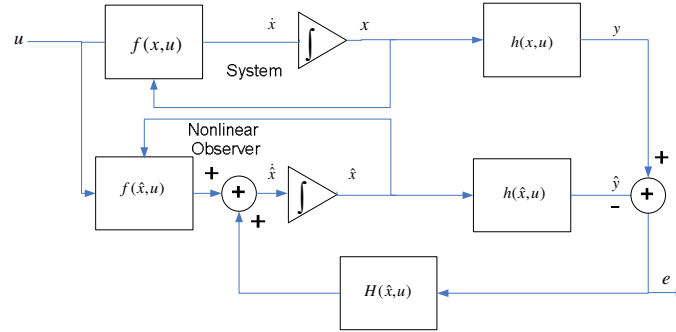 u
f(x,u)
ẋ
∫
x
h(x,u)
y
System
Nonlinear
Observer
+
f(x̂,u)
+
+
+
x̂̇
∫
x̂
h(x̂,u)
ŷ
-
+
H(x̂,u)
e